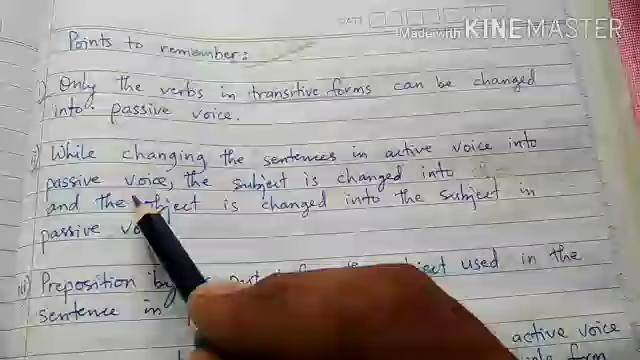 DATE
Made with KINEMASTER
Points to remember:
i) Only the verbs in transitive forms can be changed
into passive voice.
ii) While changing the sentences in active voice into
passive voice, the subject is changed into
and the object is changed into the subject in
passive
iii) Preposition by used in the
sentence in
active voice
form